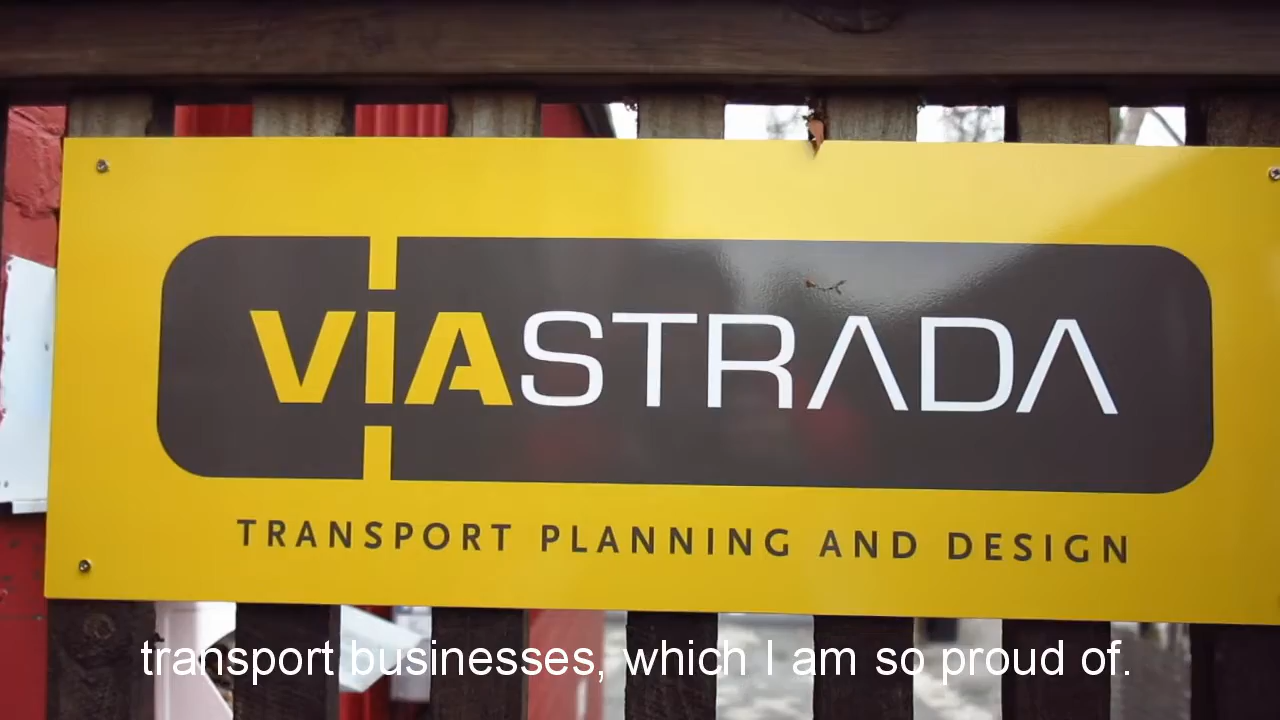 VIASTRADA
TRANSPORT PLANNING AND DESIGN
transport businesses, which I am so proud of.